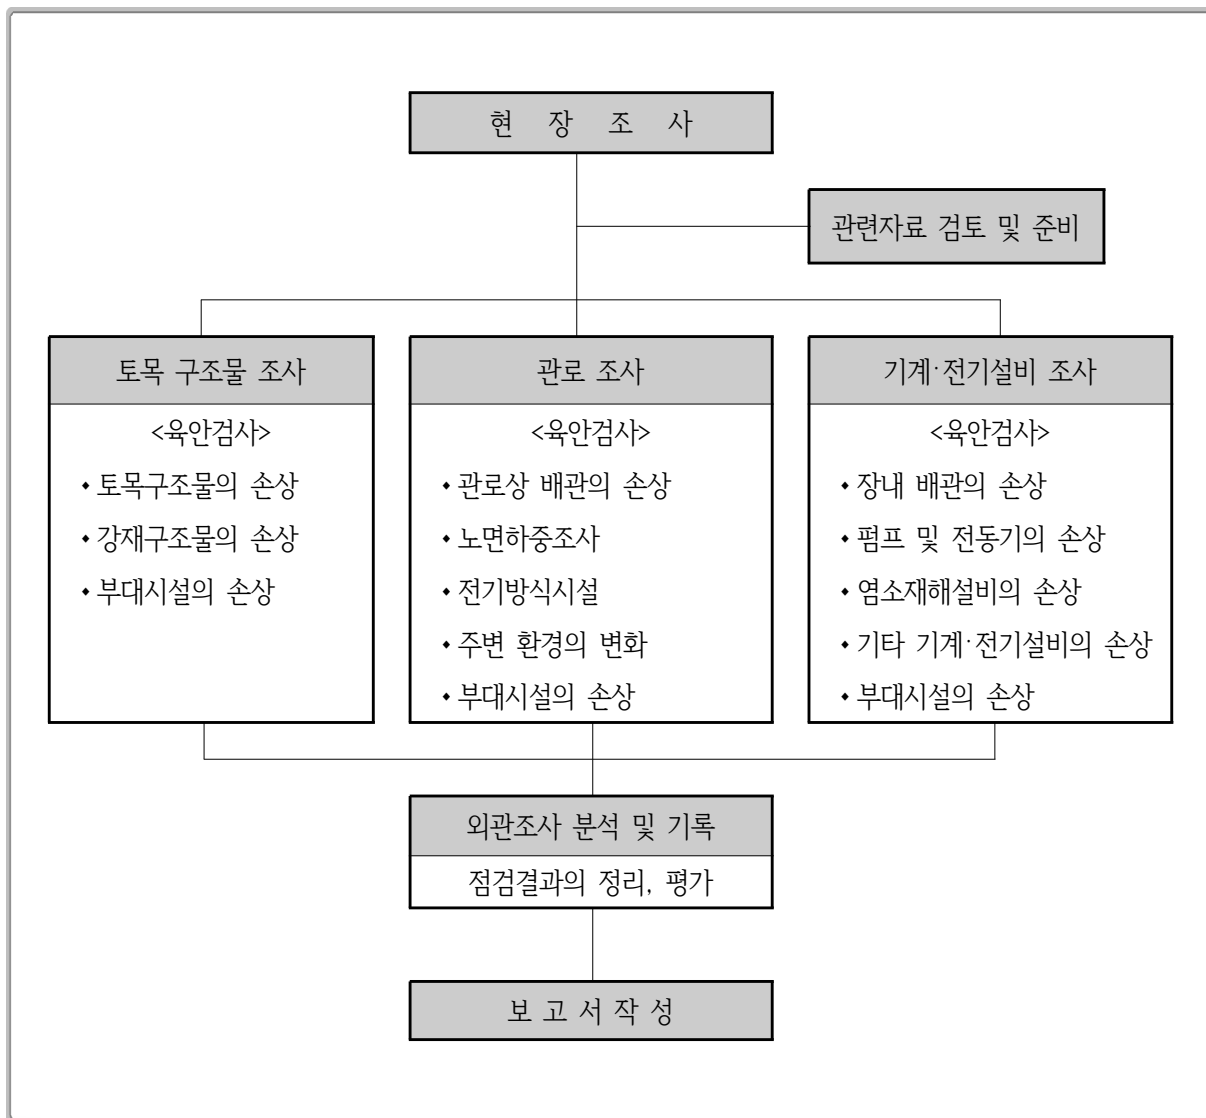 현 장 조 사
관련자료 검토 및 준비
토목 구조물 조사
<육안검사>
• 토목구조물의 손상
• 강재구조물의 손상
• 부대시설의 손상
관로 조사
<육안검사>
• 관로상 배관의 손상
• 노면하중조사
• 전기방식시설
• 주변 환경의 변화
• 부대시설의 손상
기계·전기설비 조사
<육안검사>
• 장내 배관의 손상
• 펌프 및 전동기의 손상
• 염소재해설비의 손상
• 기타 기계·전기설비의 손상
• 부대시설의 손상
외관조사 분석 및 기록
점검결과의 정리, 평가
보 고 서 작 성